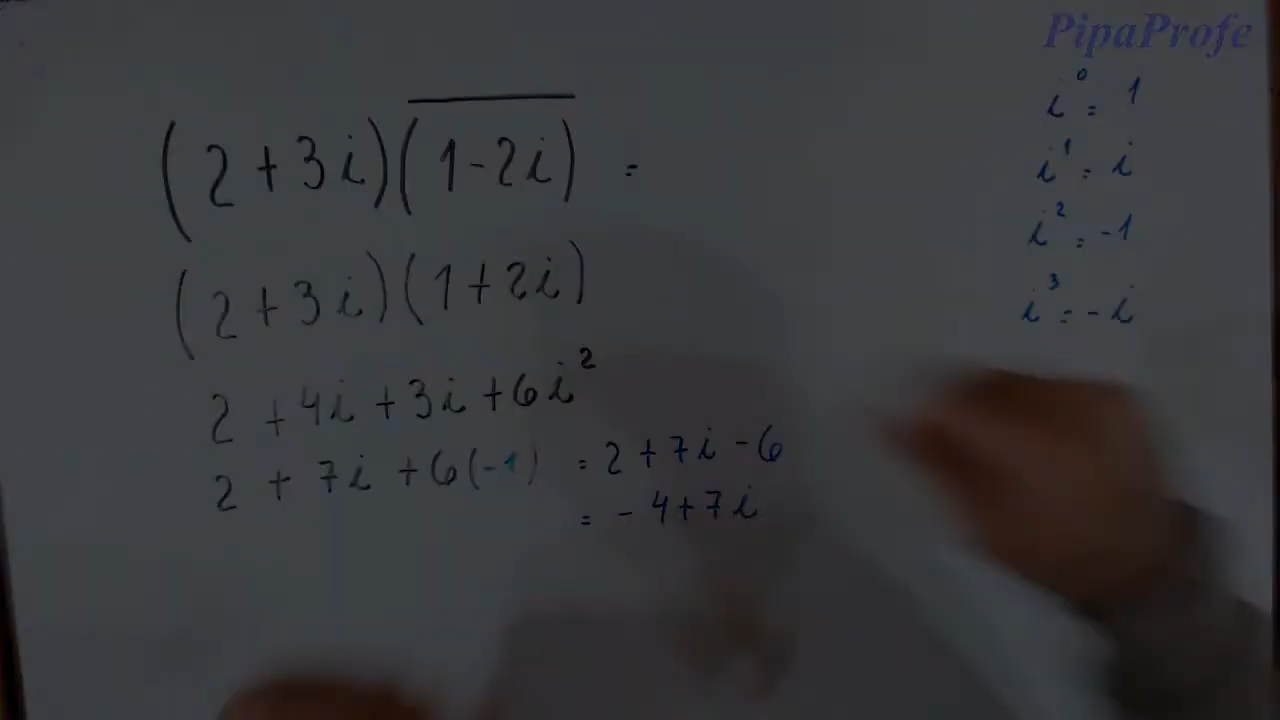 PipaProfe
(2+3i)(\overline{1-2i}) =
(2+3i)(1+2i)
2 + 4i + 3i + 6i²
2 + 7i + 6(-1) = 2 + 7i - 6
= - 4 + 7i
i⁰ = 1
i¹ = i
i² = -1
i³ = -i